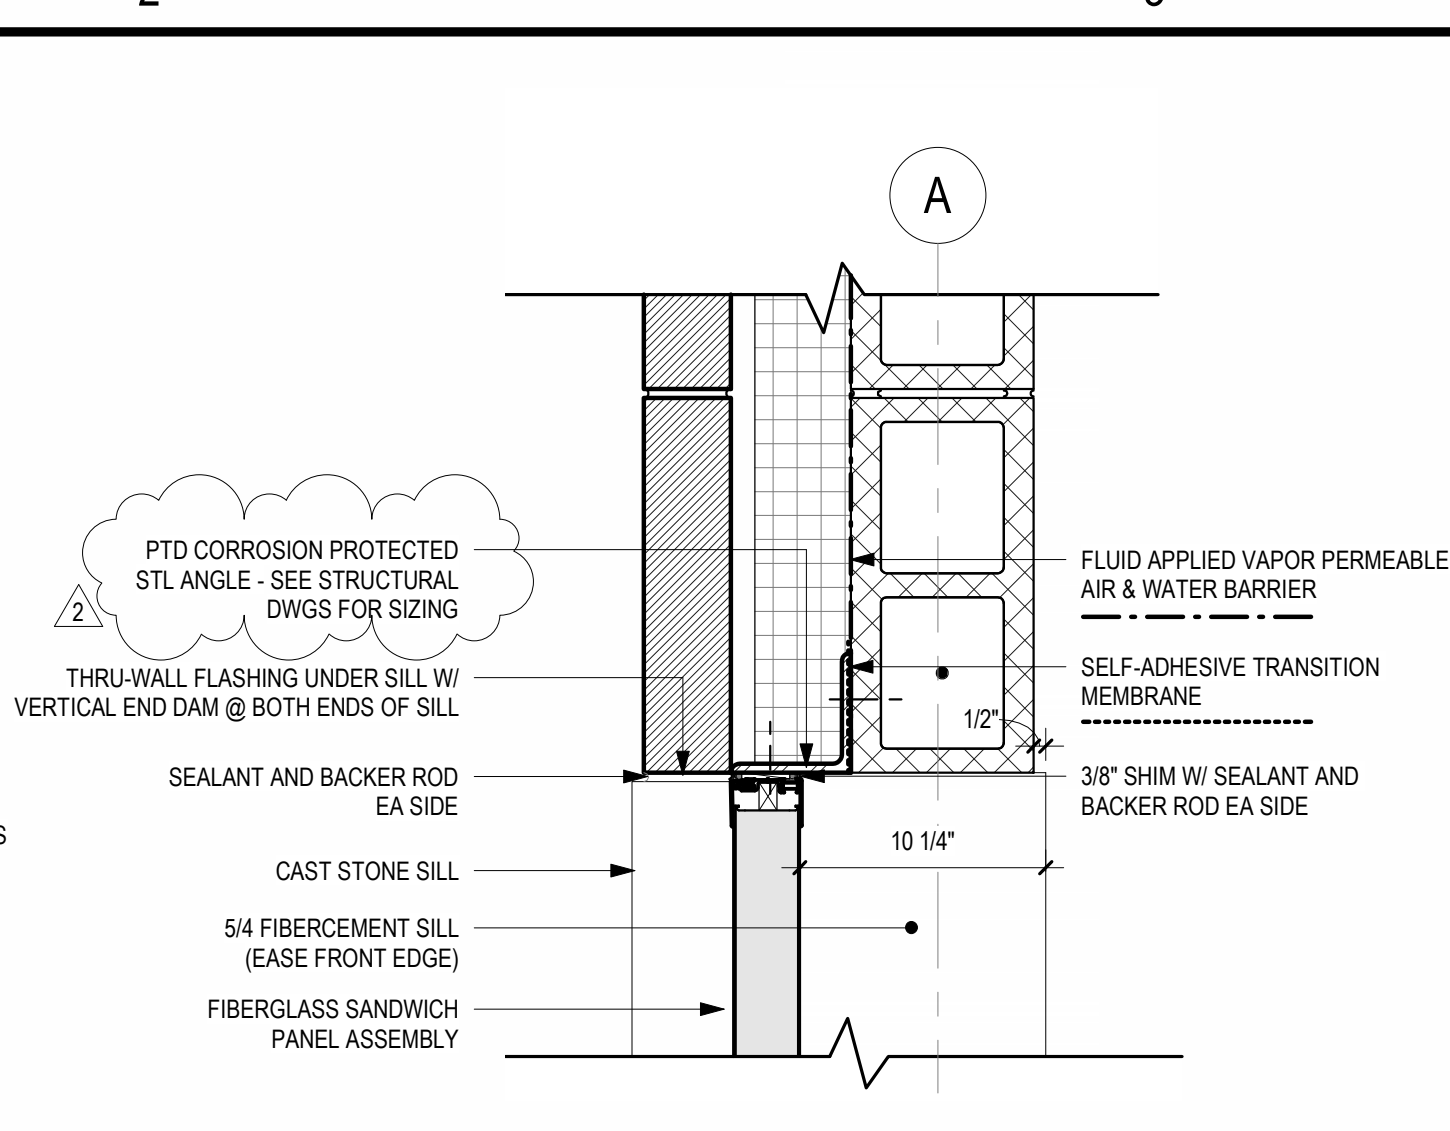 A
PTD CORROSION PROTECTED
STL ANGLE - SEE STRUCTURAL
DWGS FOR SIZING
2
THRU-WALL FLASHING UNDER SILL W/
VERTICAL END DAM @ BOTH ENDS OF SILL
SEALANT AND BACKER ROD
EA SIDE
S
CAST STONE SILL
5/4 FIBERCEMENT SILL
(EASE FRONT EDGE)
FIBERGLASS SANDWICH
PANEL ASSEMBLY
FLUID APPLIED VAPOR PERMEABLE
AIR & WATER BARRIER
SELF-ADHESIVE TRANSITION
MEMBRANE
1/2"
3/8" SHIM W/ SEALANT AND
BACKER ROD EA SIDE
10 1/4"